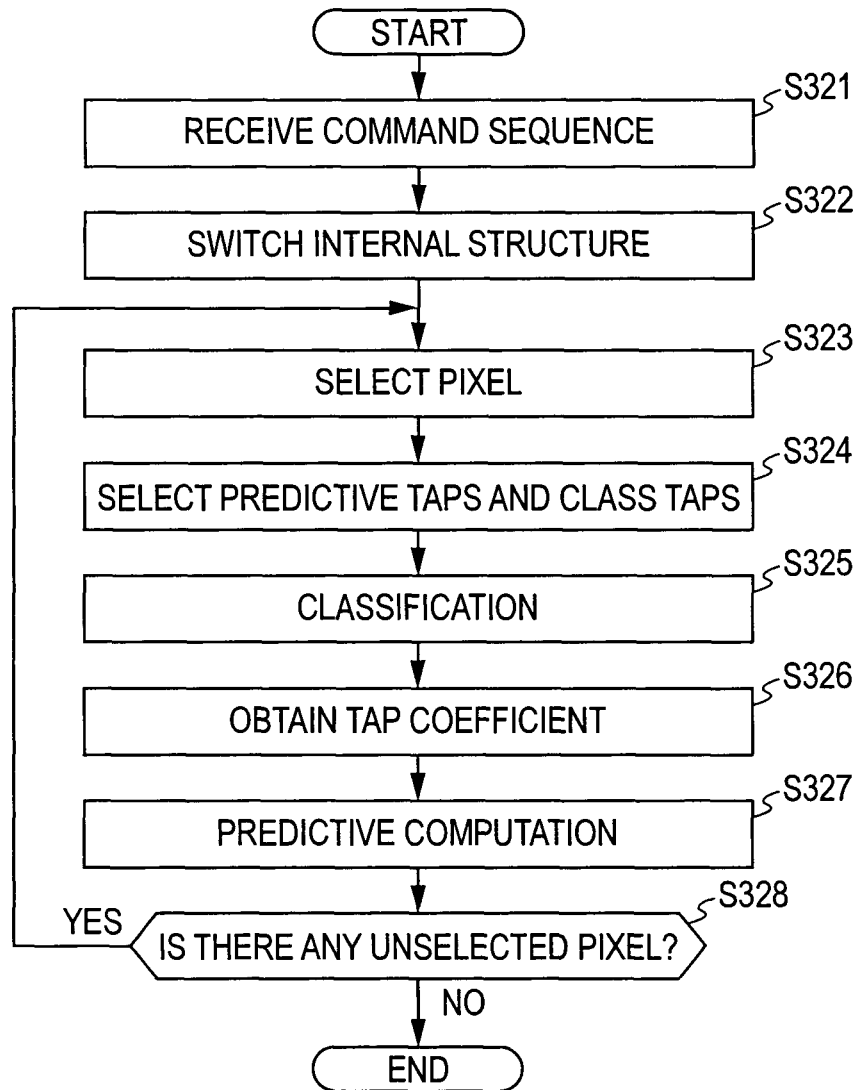 START
S321
RECEIVE COMMAND SEQUENCE
S322
SWITCH INTERNAL STRUCTURE
S323
SELECT PIXEL
S324
SELECT PREDICTIVE TAPS AND CLASS TAPS
S325
CLASSIFICATION
S326
OBTAIN TAP COEFFICIENT
S327
PREDICTIVE COMPUTATION
S328
YES
IS THERE ANY UNSELECTED PIXEL?
NO
END